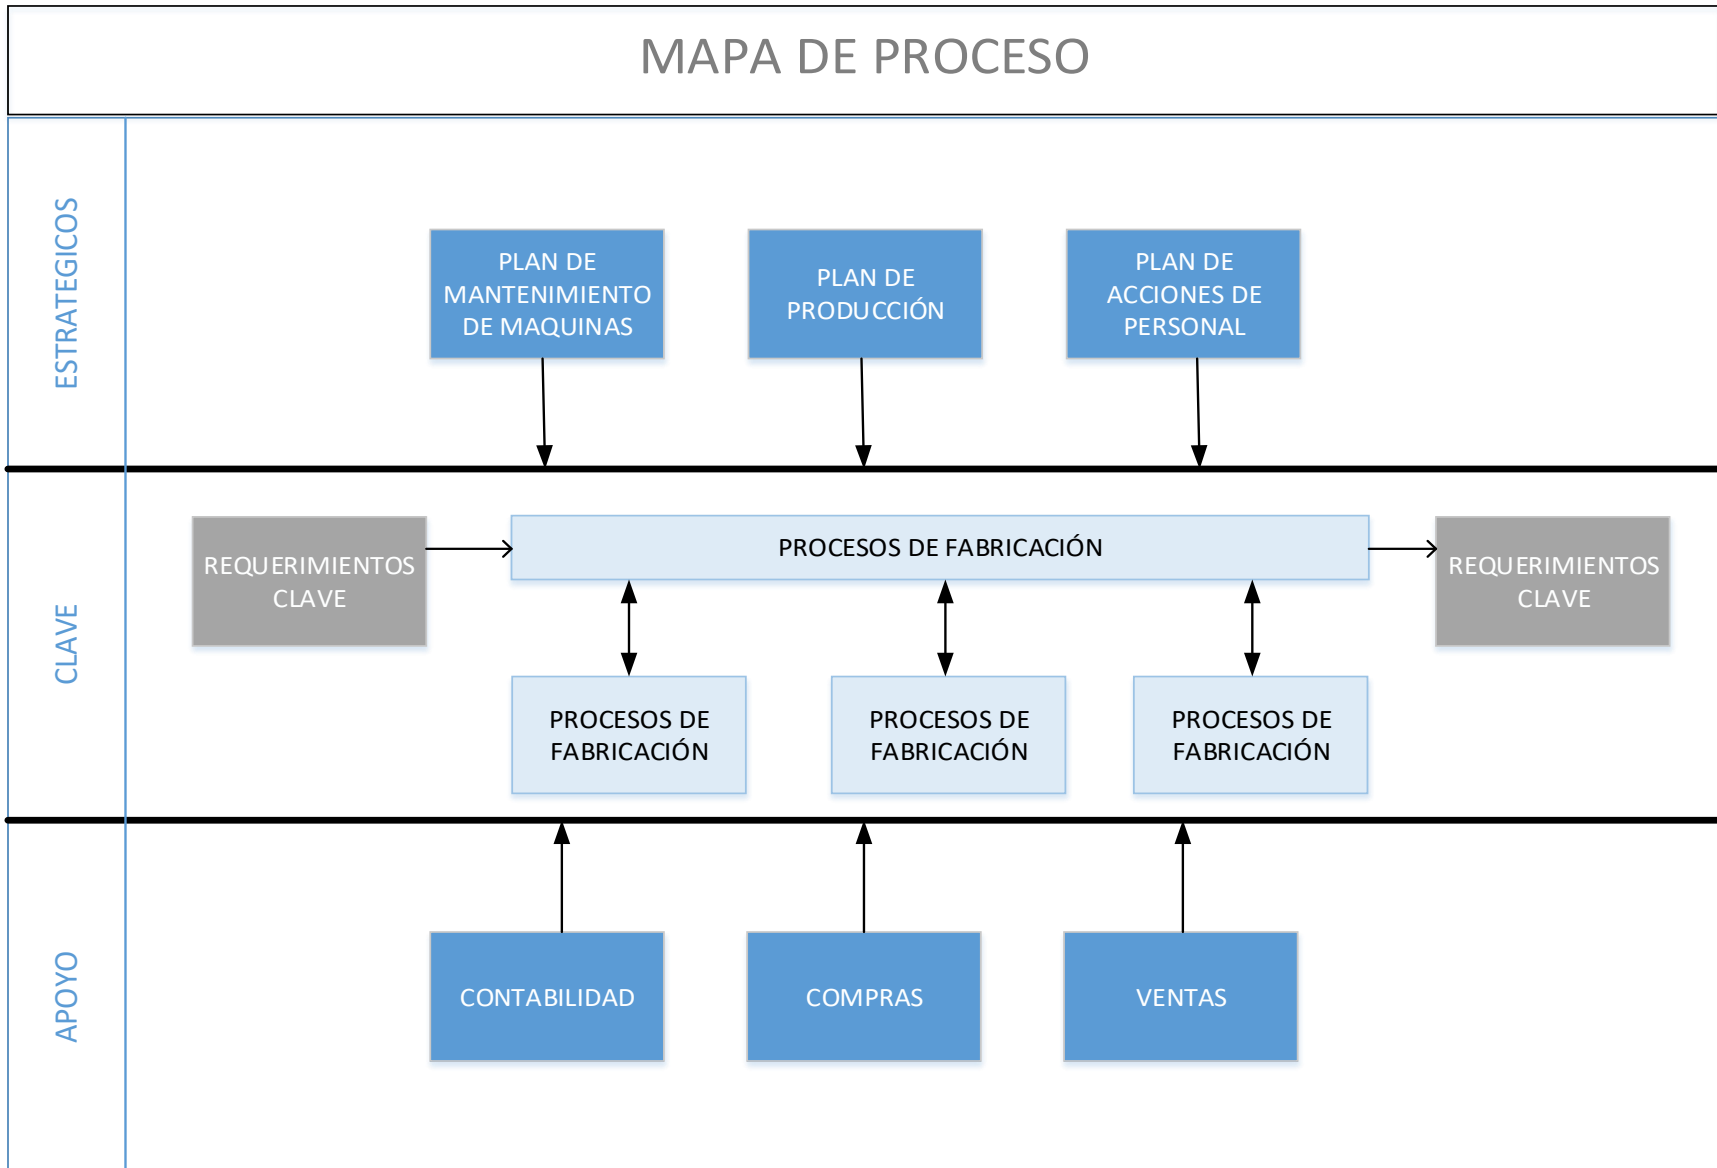 MAPA DE PROCESO
ESTRATEGICOS
PLAN DE
MANTENIMIENTO
DE MAQUINAS
PLAN DE
PRODUCCIÓN
PLAN DE
ACCIONES DE
PERSONAL
CLAVE
REQUERIMIENTOS
CLAVE
PROCESOS DE FABRICACIÓN
REQUERIMIENTOS
CLAVE
PROCESOS DE
FABRICACIÓN
PROCESOS DE
FABRICACIÓN
PROCESOS DE
FABRICACIÓN
APOYO
CONTABILIDAD
COMPRAS
VENTAS